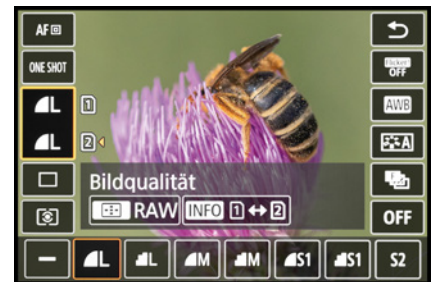 AF
ONE SHOT
Flicker!
OFF
L 1
AWB
L 2
A
Bildqualität
RAW INFO 1 ↔ 2
OFF
– L L M M S1 S1 S2